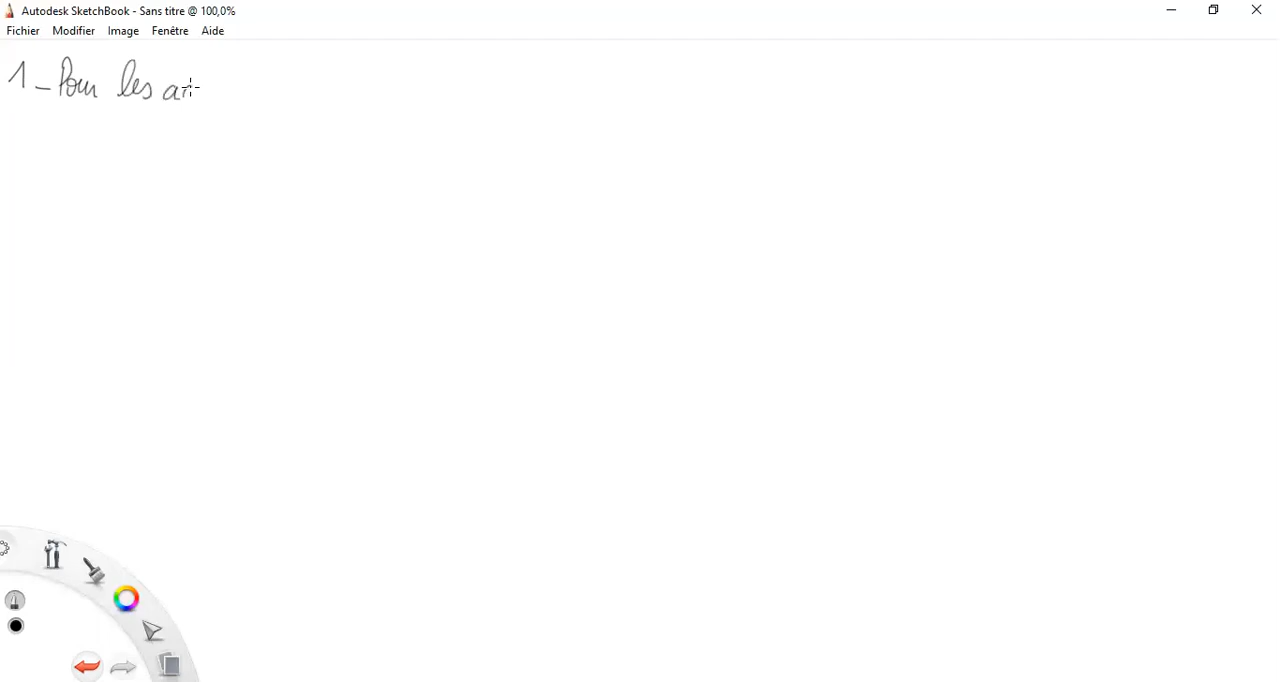 Autodesk SketchBook - Sans titre @ 100,0%
Fichier Modifier Image Fenêtre Aide
1 - Pour les